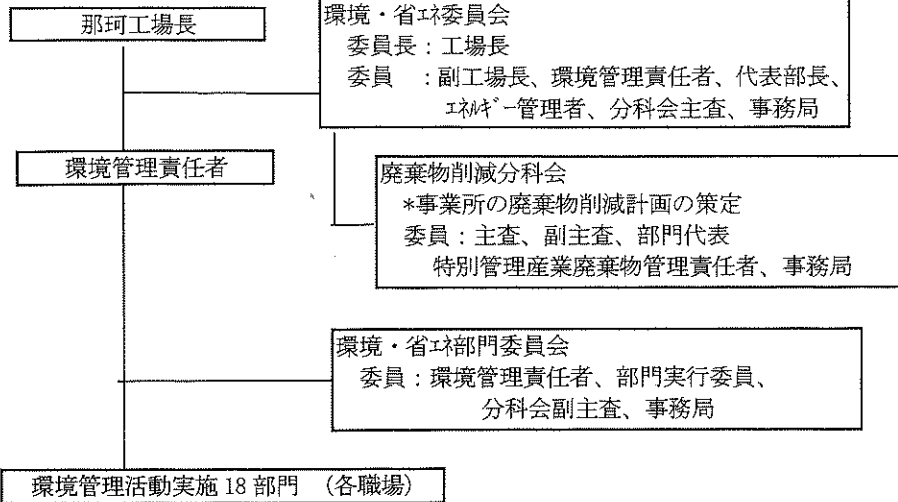 那珂工場長
環境・省ｴﾈ委員会
委員長：工場長
委員　：副工場長、環境管理責任者、代表部長、
ｴﾈﾙｷﾞｰ管理者、分科会主査、事務局
環境管理責任者
廃棄物削減分科会
*事業所の廃棄物削減計画の策定
委員：主査、副主査、部門代表
特別管理産業廃棄物管理責任者、事務局
環境・省ｴﾈ部門委員会
委員：環境管理責任者、部門実行委員、
分科会副主査、事務局
環境管理活動実施 18 部門　（各職場）